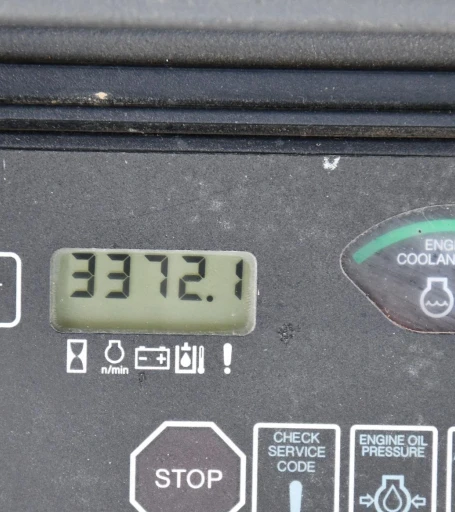 3372.1
ENG
COOLAN
n/min
STOP
CHECK
SERVICE
CODE
ENGINE OIL
PRESSURE